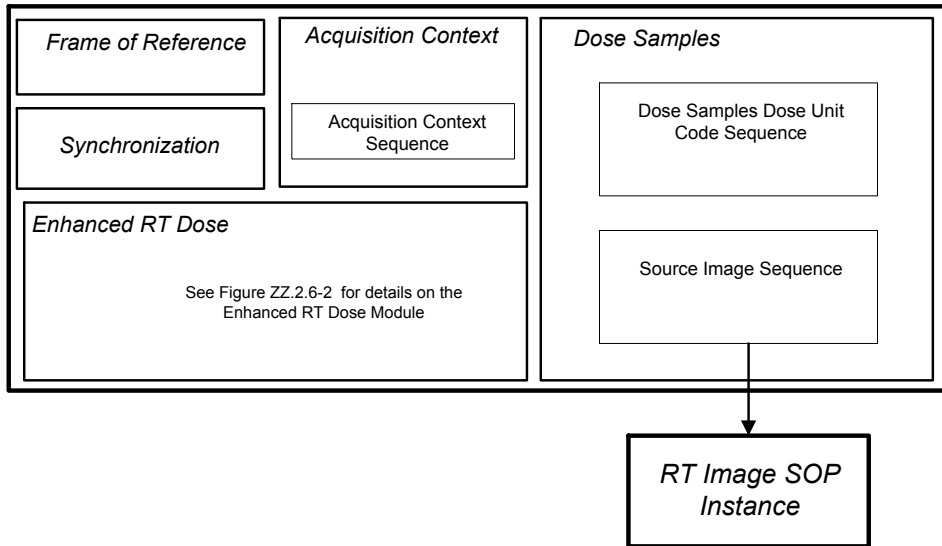 Frame of Reference
Acquisition Context
Dose Samples
Acquisition Context
Sequence
Dose Samples Dose Unit
Code Sequence
Synchronization
Enhanced RT Dose
See Figure ZZ.2.6-2 for details on the
Enhanced RT Dose Module
Source Image Sequence
RT Image SOP
Instance